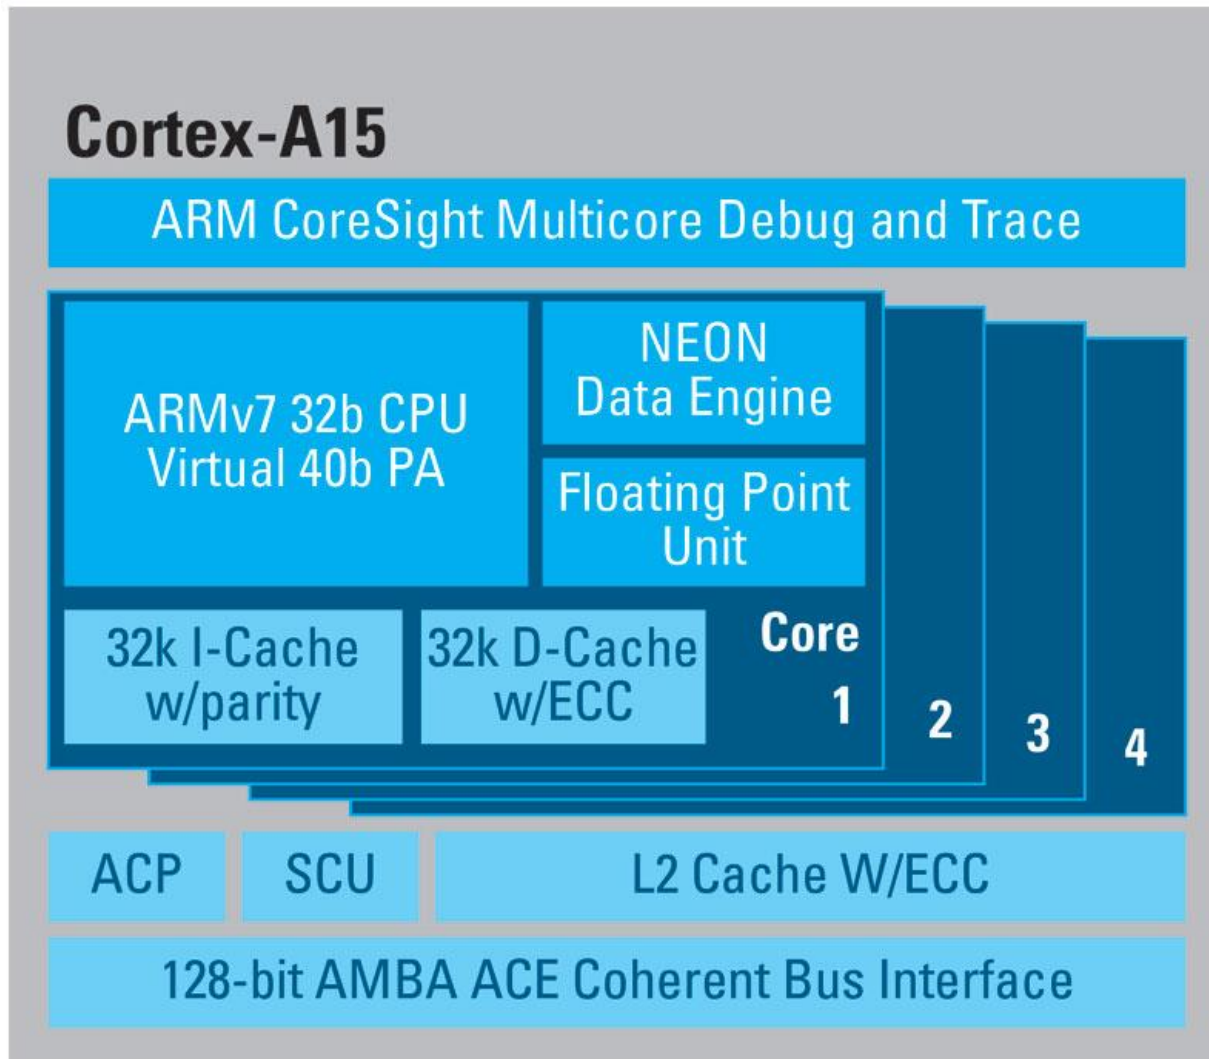 Cortex-A15
ARM CoreSight Multicore Debug and Trace
ARMv7 32b CPU
Virtual 40b PA
NEON
Data Engine
Floating Point
Unit
32k I-Cache
w/parity
32k D-Cache
w/ECC
Core
1
2
3
4
ACP
SCU
L2 Cache W/ECC
128-bit AMBA ACE Coherent Bus Interface